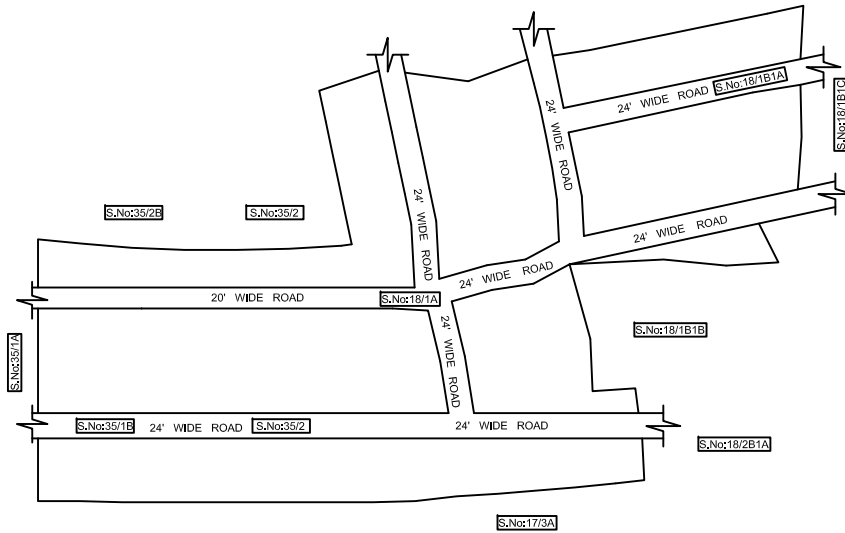 24' WIDE ROAD
S.No:18/1B1A
S.No:18/1B1C
24' WIDE ROAD
24' WIDE ROAD
S.No:35/2B
S.No:35/2
24' WIDE ROAD
24' WIDE ROAD
20' WIDE ROAD
S.No:18/1A
S.No:35/1A
24' WIDE ROAD
S.No:18/1B1B
S.No:35/1B
24' WIDE ROAD
S.No:35/2
24' WIDE ROAD
S.No:18/2B1A
S.No:17/3A
24' WIDE ROAD